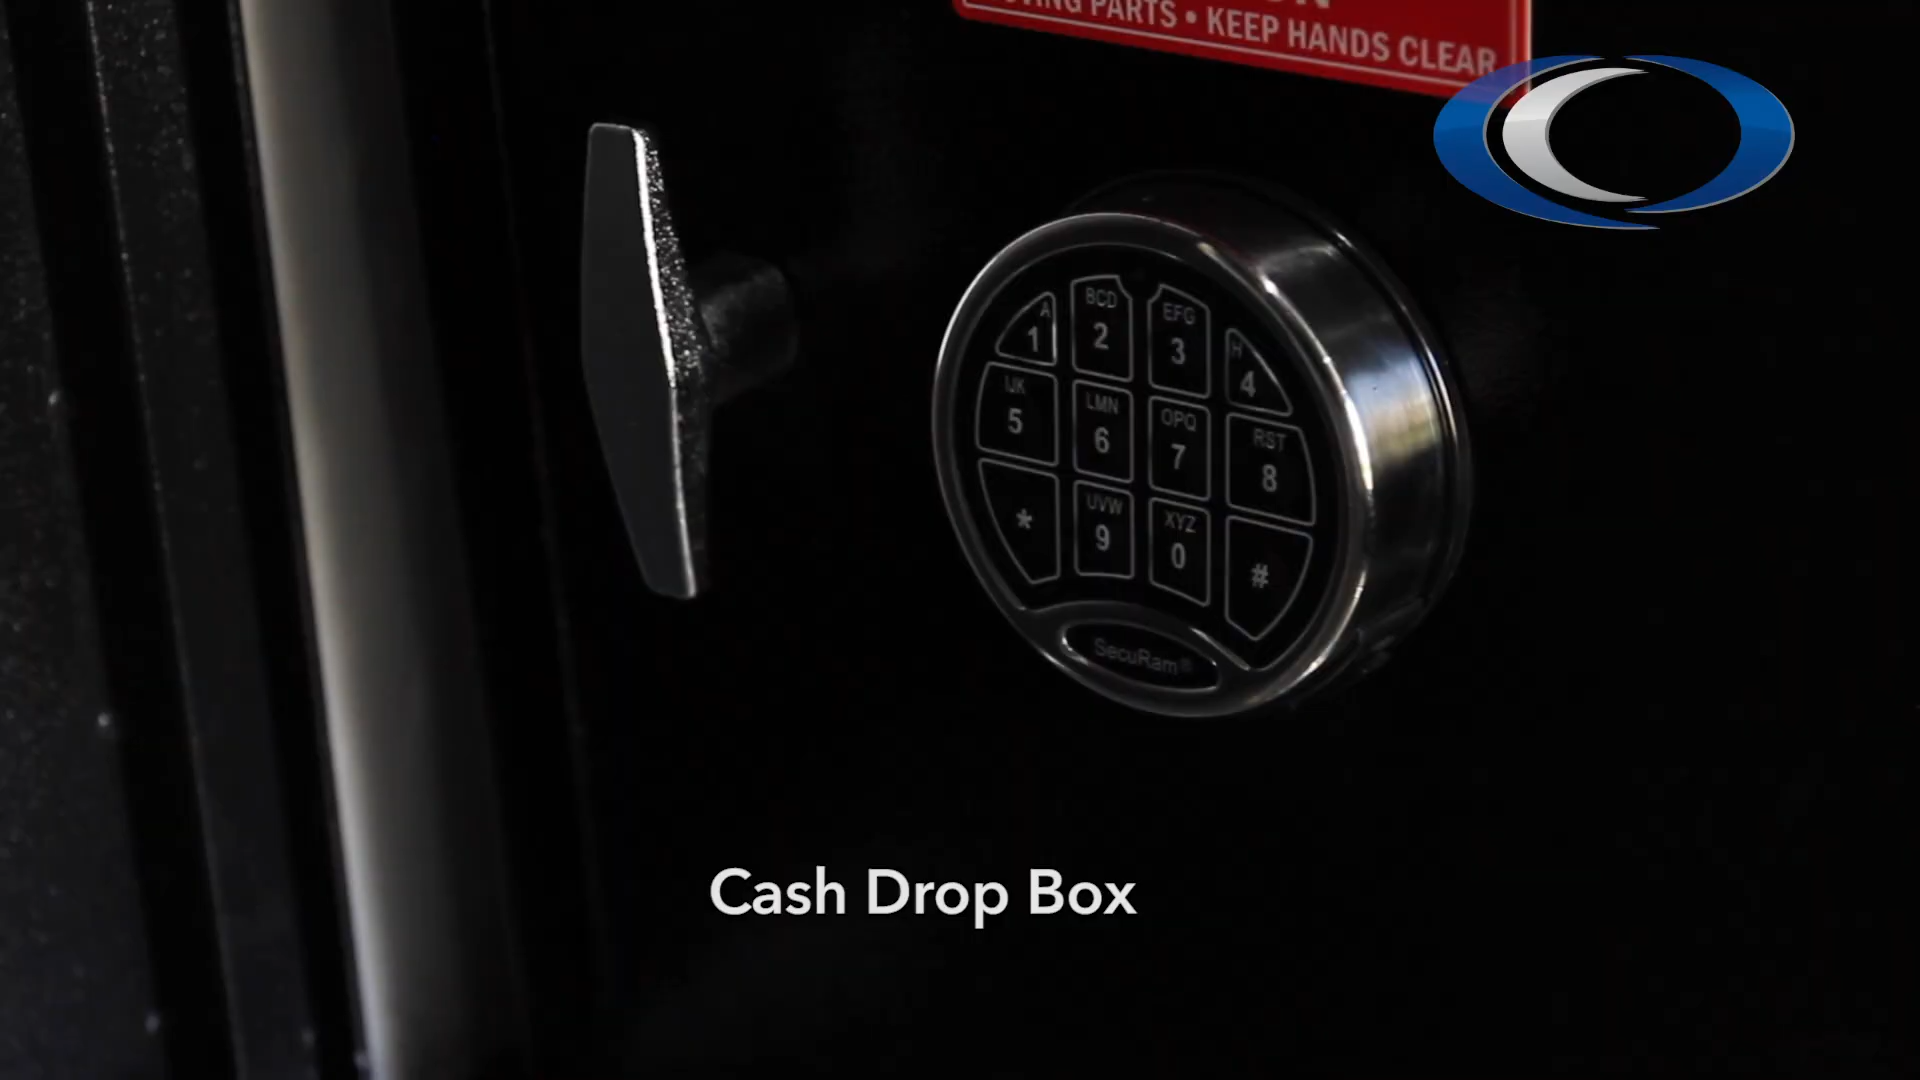 PARTS • KEEP HANDS CLEAR
A
1
BCD
2
EFG
3
H
4
IJK
5
LMN
6
OPQ
7
RST
8
*
UVW
9
XYZ
0
#
SecuRam®
Cash Drop Box